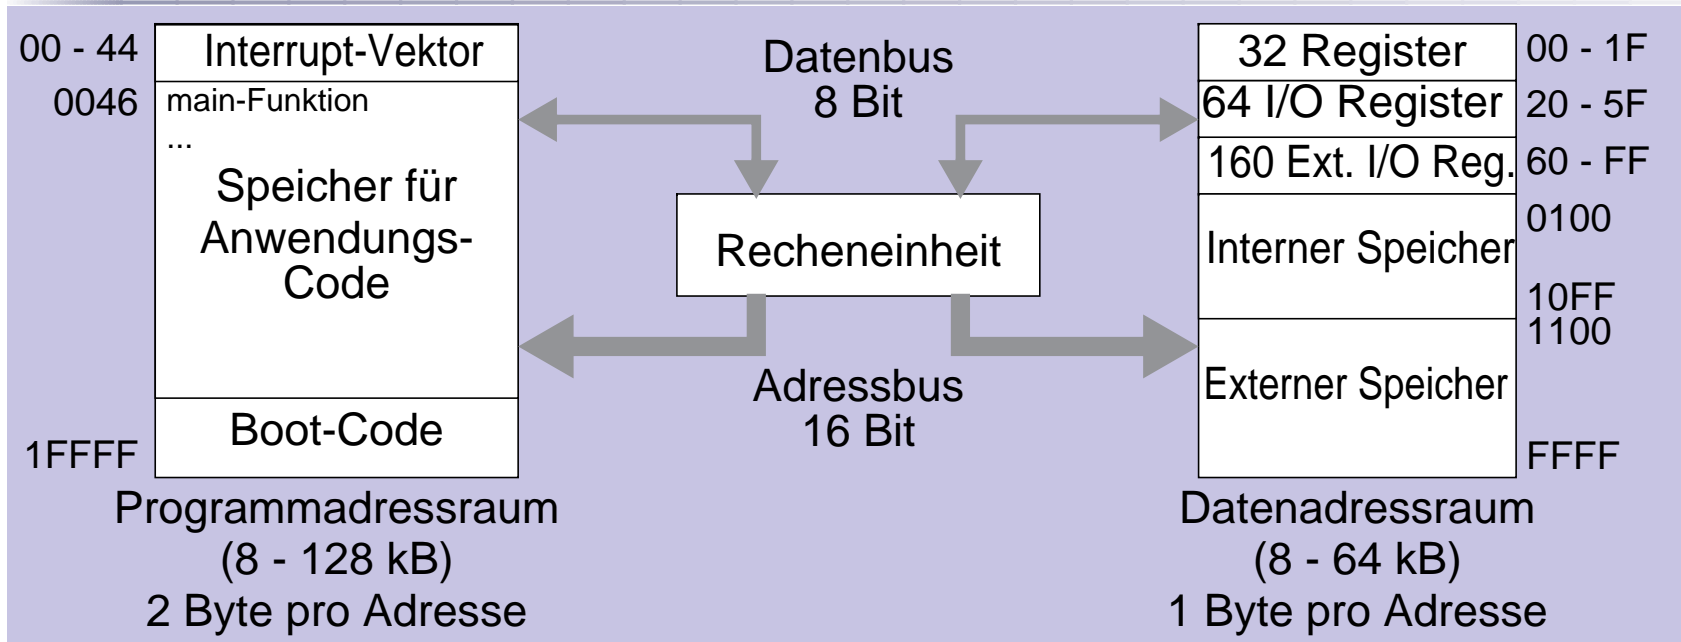 00 - 44
Interrupt-Vektor
0046
main-Funktion
...
Speicher für
Anwendungs-
Code
Boot-Code
1FFFF
Programmadressraum
(8 - 128 kB)
2 Byte pro Adresse
Datenbus
8 Bit
Recheneinheit
Adressbus
16 Bit
32 Register
00 - 1F
64 I/O Register
20 - 5F
160 Ext. I/O Reg.
60 - FF
0100
Interner Speicher
10FF
1100
Externer Speicher
FFFF
Datenadressraum
(8 - 64 kB)
1 Byte pro Adresse